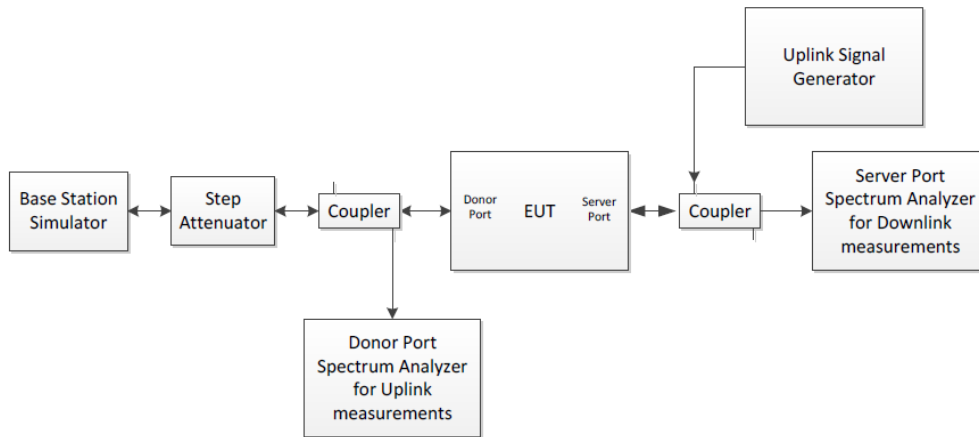 Uplink Signal
Generator
Base Station
Simulator
Step
Attenuator
Coupler
Donor
Port
EUT
Server
Port
Coupler
Server Port
Spectrum Analyzer
for Downlink
measurements
Donor Port
Spectrum Analyzer
for Uplink
measurements